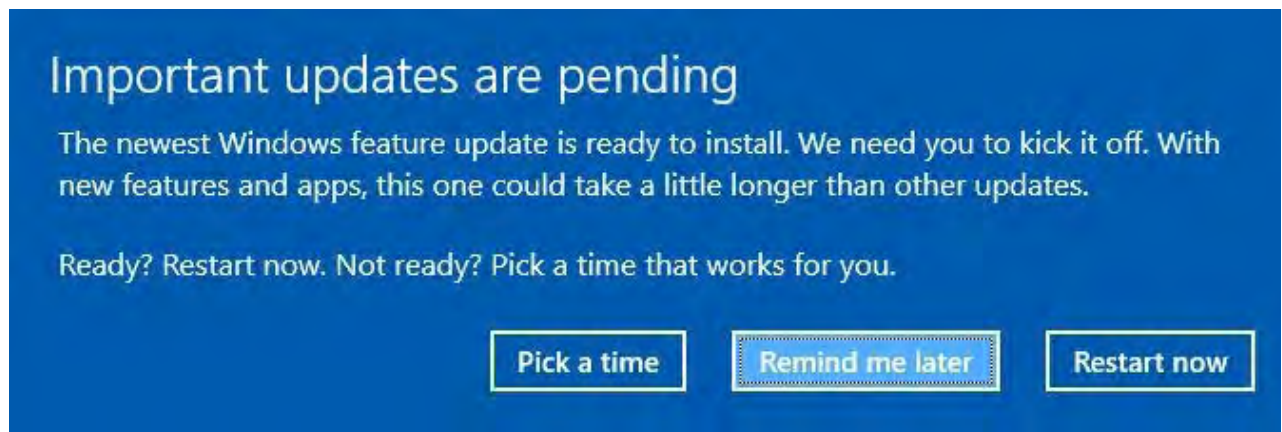 Important updates are pending
The newest Windows feature update is ready to install. We need you to kick it off. With
new features and apps, this one could take a little longer than other updates.
Ready? Restart now. Not ready? Pick a time that works for you.
Pick a time Remind me later Restart now